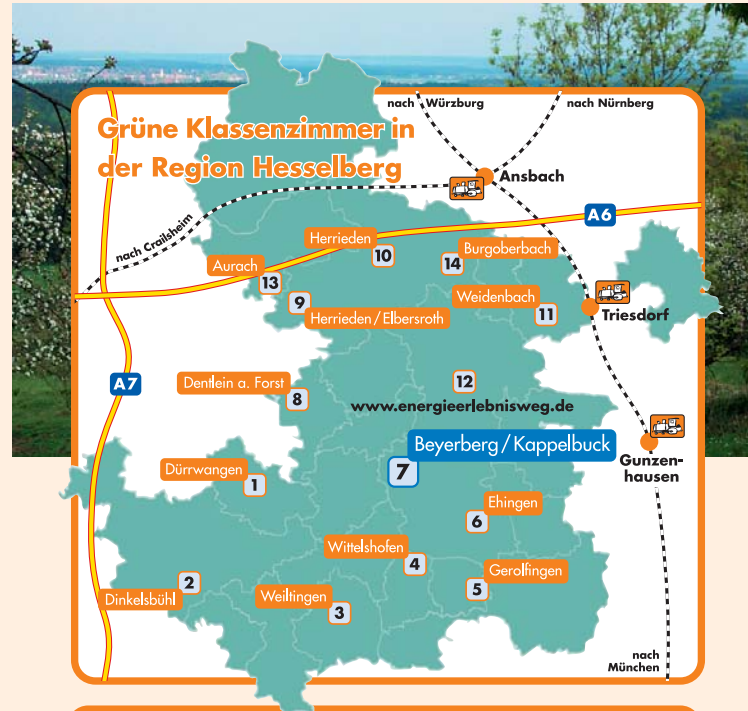 nach Würzburg
nach Nürnberg
Grüne Klassenzimmer in
der Region Hesselberg
Ansbach
nach Crailsheim
A6
Herrieden
10
Burgoberbach
14
Aurach
13
9
Herrieden/Elbersroth
Weidenbach
11
Triesdorf
A7
Dentlein a. Forst
8
12
www.energieerlebnisweg.de
Beyerberg/Kappelbuck
7
Gunzen-
hausen
Dürrwangen
1
Ehingen
6
Wittelshofen
4
Gerolfingen
5
2
Dinkelsbühl
Weiltingen
3
nach
München